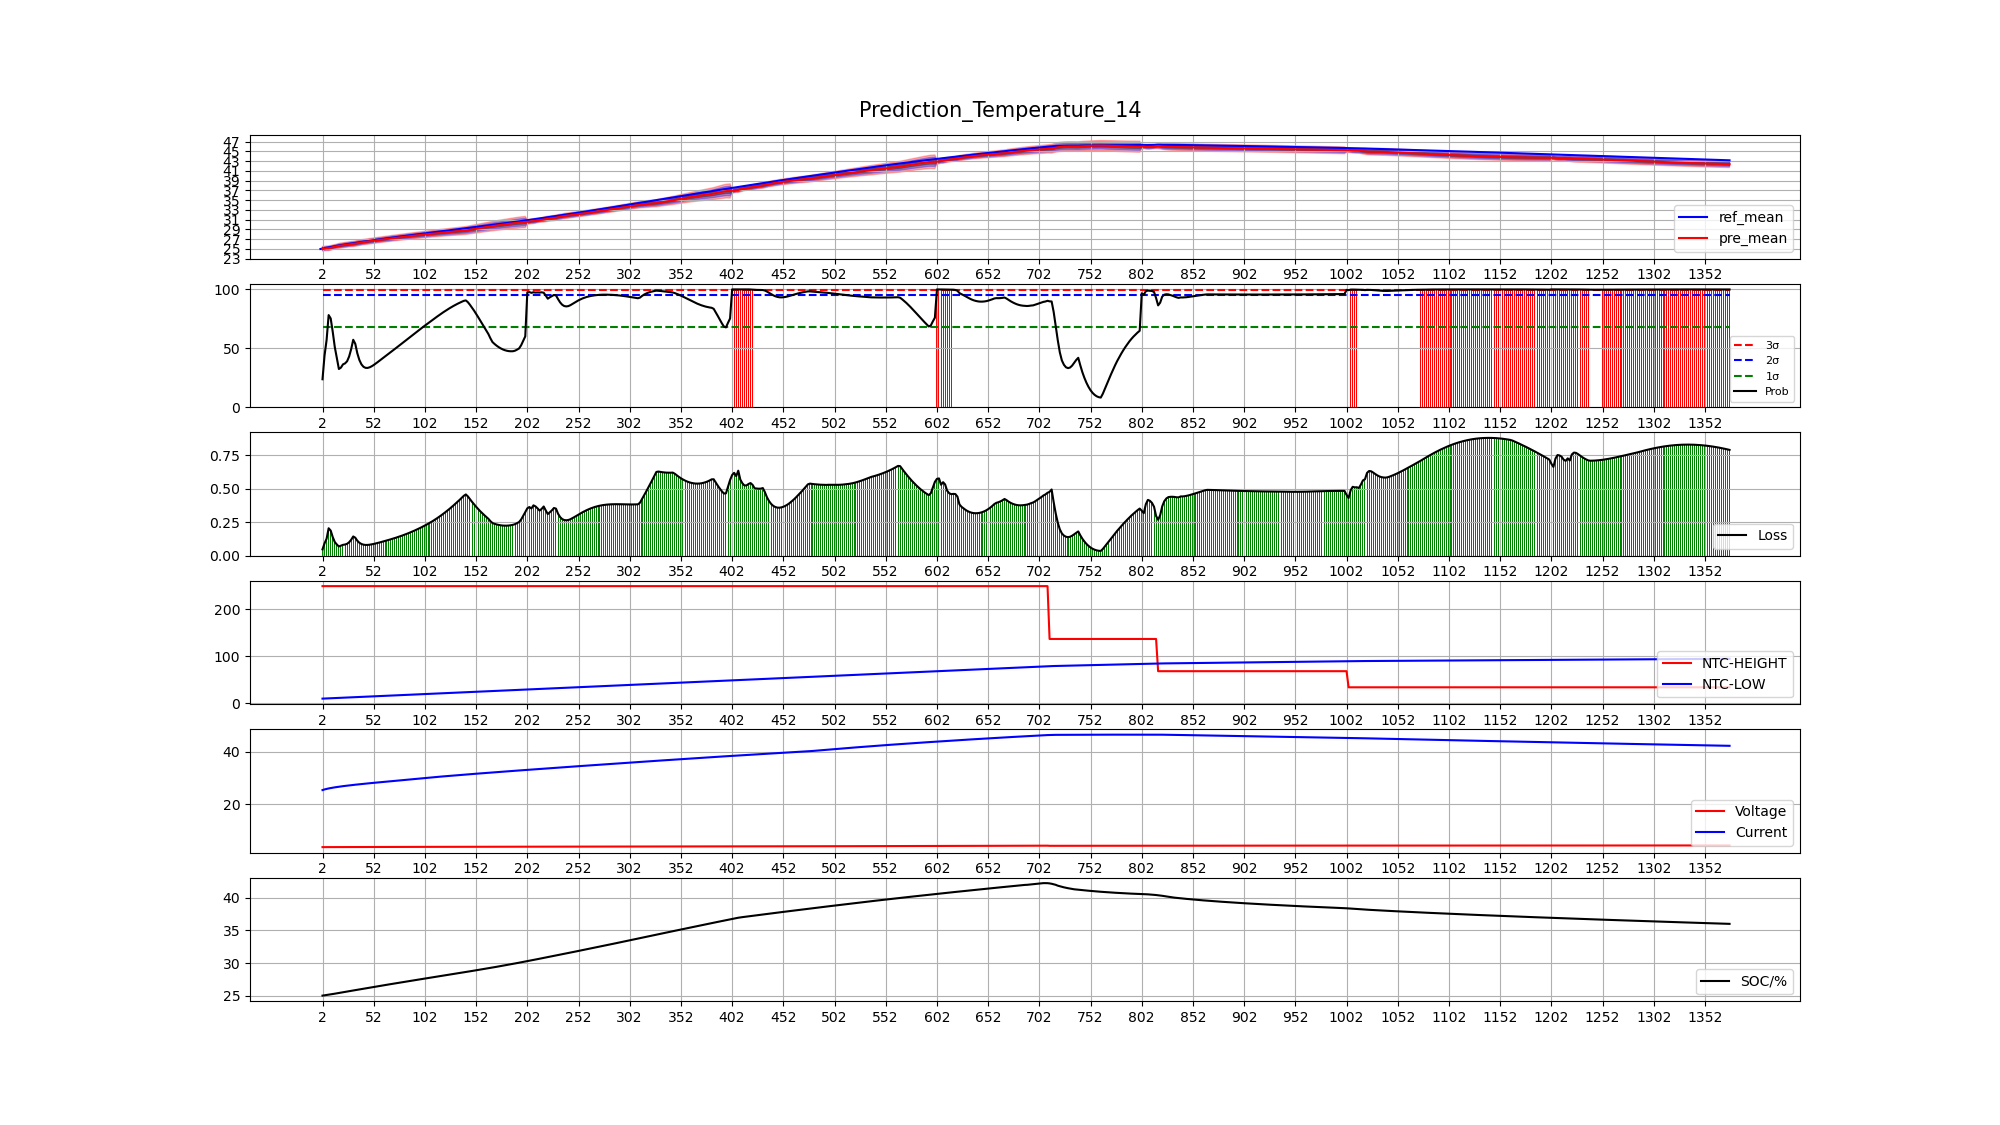 Prediction_Temperature_14
47
45
43
41
39
37
35
33
31
29
27
25
23
ref_mean
pre_mean
2 52 102 152 202 252 302 352 402 452 502 552 602 652 702 752 802 852 902 952 1002 1052 1102 1152 1202 1252 1302 1352
100
50
0
3σ
2σ
1σ
Prob
2 52 102 152 202 252 302 352 402 452 502 552 602 652 702 752 802 852 902 952 1002 1052 1102 1152 1202 1252 1302 1352
0.75
0.50
0.25
0.00
Loss
2 52 102 152 202 252 302 352 402 452 502 552 602 652 702 752 802 852 902 952 1002 1052 1102 1152 1202 1252 1302 1352
200
100
0
NTC-HEIGHT
NTC-LOW
2 52 102 152 202 252 302 352 402 452 502 552 602 652 702 752 802 852 902 952 1002 1052 1102 1152 1202 1252 1302 1352
40
20
Voltage
Current
2 52 102 152 202 252 302 352 402 452 502 552 602 652 702 752 802 852 902 952 1002 1052 1102 1152 1202 1252 1302 1352
40
35
30
25
SOC/%
2 52 102 152 202 252 302 352 402 452 502 552 602 652 702 752 802 852 902 952 1002 1052 1102 1152 1202 1252 1302 1352